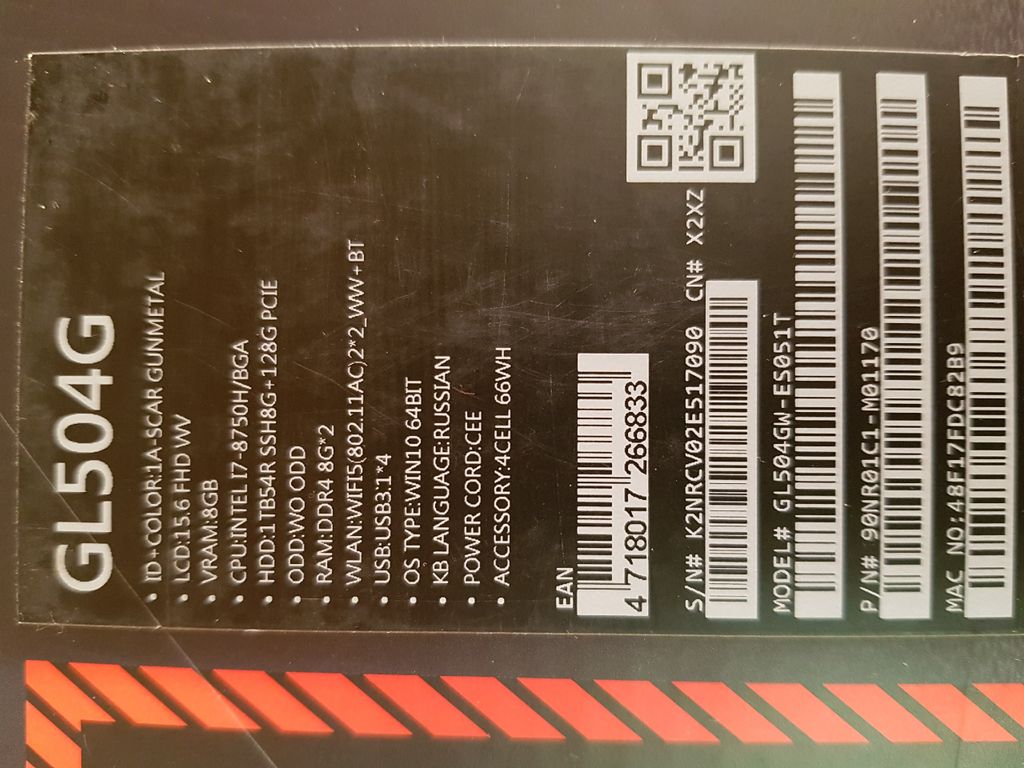 GL504G
• ID+COLOR:1A-SCAR GUNMETAL
• LCD:15.6 FHD WV
• VRAM:8GB
• CPU:INTEL I7-8750H/BGA
• HDD:1TB54R SSH8G+128G PCIE
• ODD:WO ODD
• RAM:DDR4 8G*2
• WLAN:WIFI5(802.11AC)2*2_WW+BT
• USB:USB3.1*4
• OS TYPE:WIN10 64BIT
• KB LANGUAGE:RUSSIAN
• POWER CORD:CEE
• ACCESSORY:4CELL 66WH
EAN
4 718017 266833
S/N# K2NRCV02E517090 CN# X2XZ
MODEL# GL504GW-ES051T
P/N# 90NR01C1-M01170
MAC NO:48F17FDC82B9